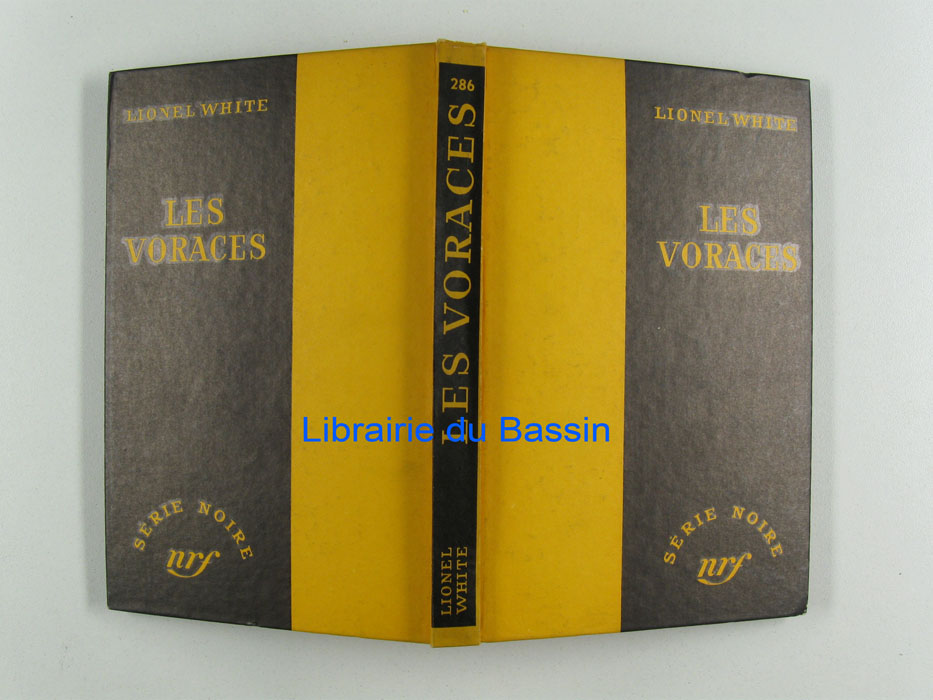 LIONEL WHITE
LES
VORACES
SÉRIE NOIRE
nrf
286
LES VORACES
LIONEL
WHITE
LIONEL WHITE
LES
VORACES
SÉRIE NOIRE
nrf
Librairie du Bassin